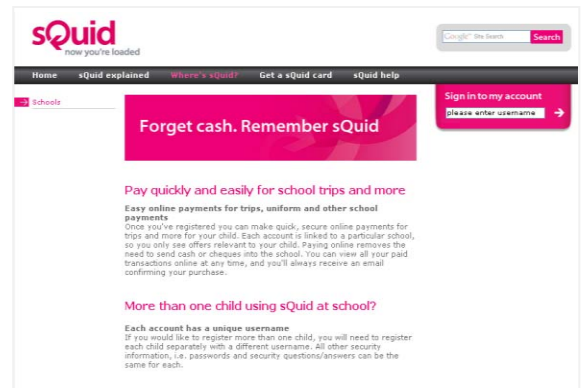 sQuid
now you're loaded
Google™ Site Search
Search
Home
sQuid explained
Where's sQuid?
Get a sQuid card
sQuid help
Schools
Sign in to my account
please enter username
Forget cash. Remember sQuid
Pay quickly and easily for school trips and more
Easy online payments for trips, uniform and other school
payments
Once you've registered you can make quick, secure online payments for
trips and more for your child. Each account is linked to a particular school,
so you only see offers relevant to your child. Paying online removes the
need to send cash or cheques into the school. You can view all your paid
transactions online at any time, and you'll always receive an email
confirming your purchase.
More than one child using sQuid at school?
Each account has a unique username
If you would like to register more than one child, you will need to register
each child separately with a different username. All other security
information, i.e. passwords and security questions/answers can be the
same for each.